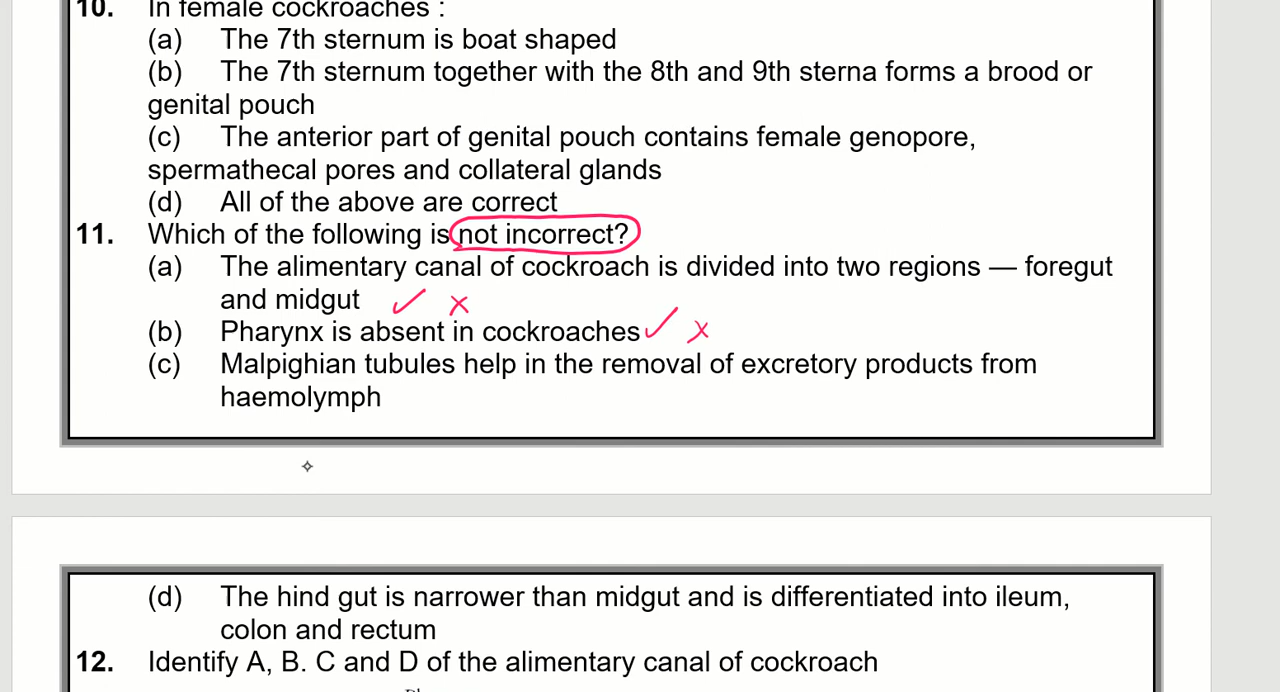 10. In female cockroaches :
(a) The 7th sternum is boat shaped
(b) The 7th sternum together with the 8th and 9th sterna forms a brood or
genital pouch
(c) The anterior part of genital pouch contains female genopore,
spermathecal pores and collateral glands
(d) All of the above are correct
11. Which of the following is not incorrect?
(a) The alimentary canal of cockroach is divided into two regions — foregut
and midgut ✓ x
(b) Pharynx is absent in cockroaches ✓ x
(c) Malpighian tubules help in the removal of excretory products from
haemolymph
(d) The hind gut is narrower than midgut and is differentiated into ileum,
colon and rectum
12. Identify A, B. C and D of the alimentary canal of cockroach